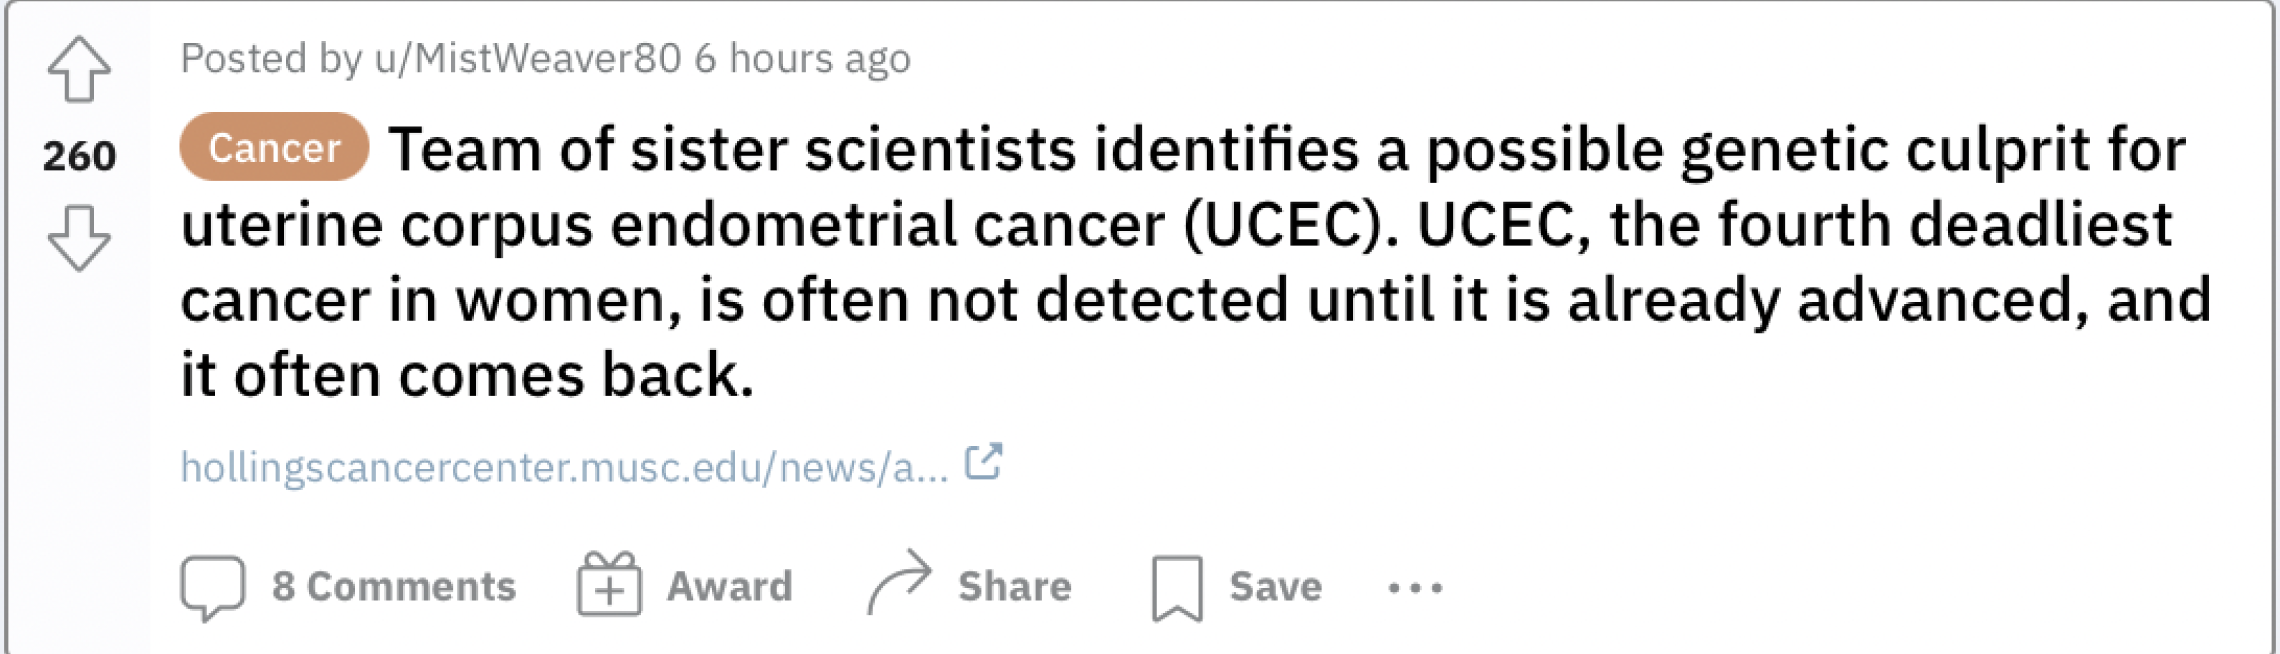 Posted by u/MistWeaver80 6 hours ago
260
Cancer Team of sister scientists identifies a possible genetic culprit for
uterine corpus endometrial cancer (UCEC). UCEC, the fourth deadliest
cancer in women, is often not detected until it is already advanced, and
it often comes back.
hollingscancercenter.musc.edu/news/a...
8 Comments Award Share Save ...